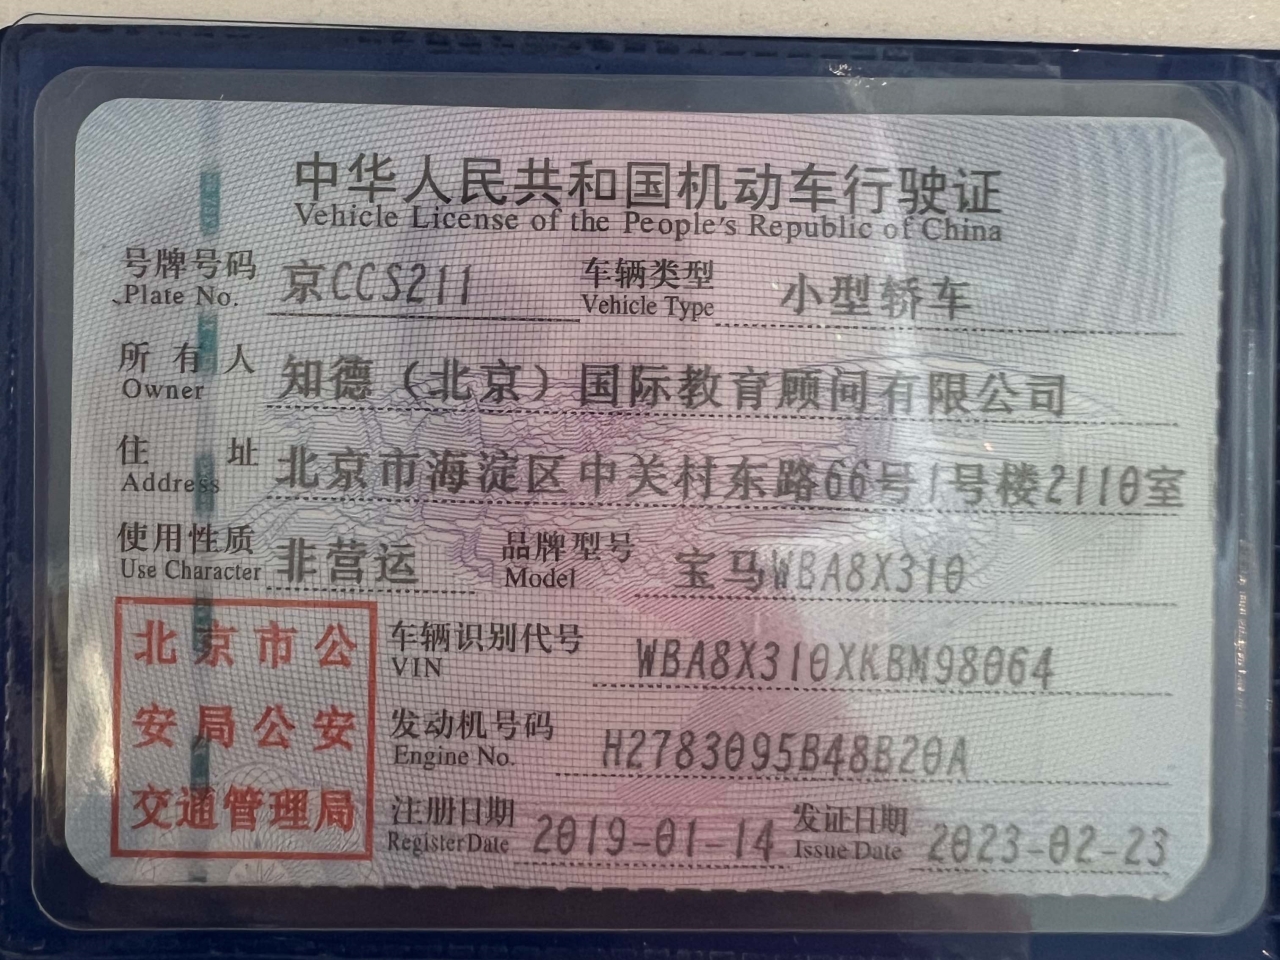 中华人民共和国机动车行驶证
Vehicle License of the People's Republic of China
号牌号码 京CCS211 车辆类型 小型轿车
Plate No. Vehicle Type
所有人 知德（北京）国际教育顾问有限公司
Owner
住址 北京市海淀区中关村东路66号1号楼2110室
Address
使用性质 非营运 品牌型号 宝马WBA8X310
Use Character Model
北京市公
安局公安
交通管理局
车辆识别代号 WBA8X310XKBM98064
VIN
发动机号码 H2783095B48B20A
Engine No.
注册日期 2019-01-14 发证日期 2023-02-23
Register Date Issue Date